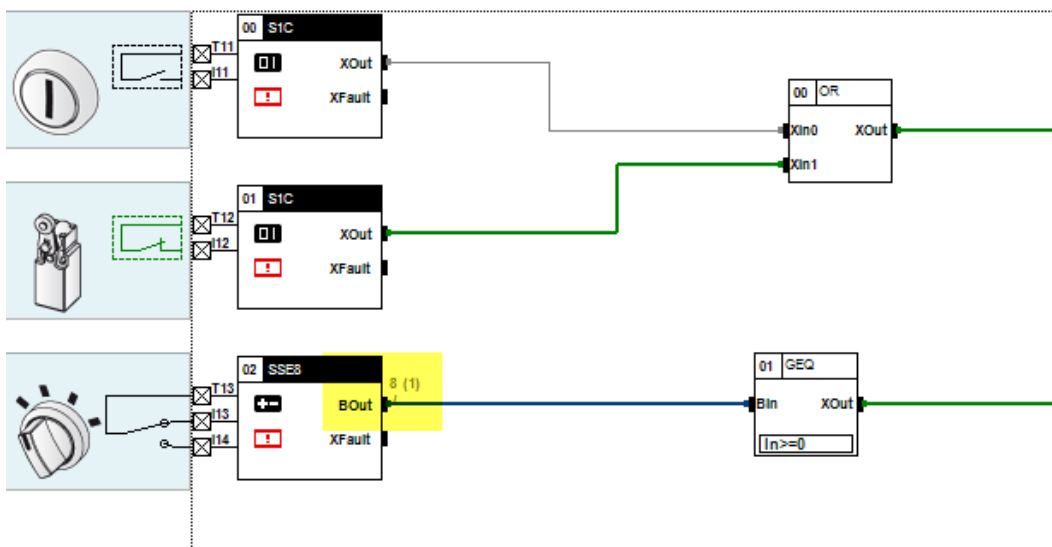 00 S1C
T11
I11
XOut
XFault
00 OR
XIn0 XOut
XIn1
01 S1C
T12
I12
XOut
XFault
02 SSE8
T13
I13
I14
8 (1)
BOut
XFault
01 GEQ
BIn XOut
In>=0